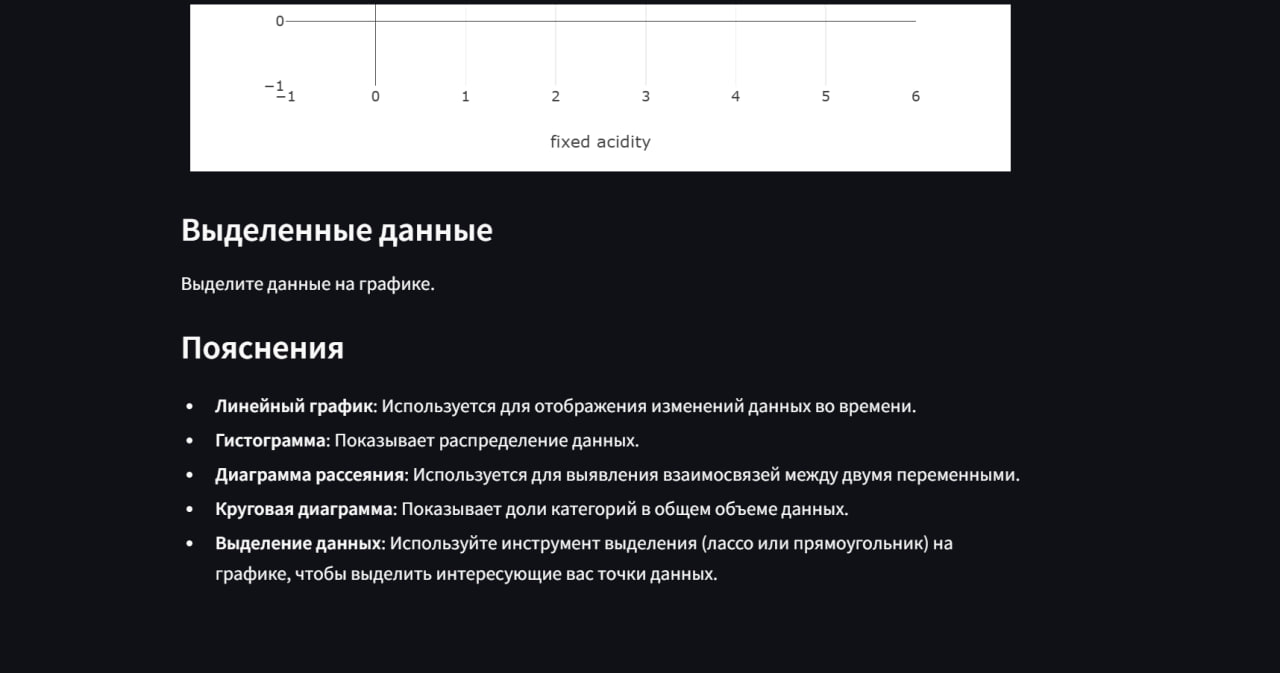 0
−1
−1 0 1 2 3 4 5 6
fixed acidity
Выделенные данные
Выделите данные на графике.
Пояснения
• Линейный график: Используется для отображения изменений данных во времени.
• Гистограмма: Показывает распределение данных.
• Диаграмма рассеяния: Используется для выявления взаимосвязей между двумя переменными.
• Круговая диаграмма: Показывает доли категорий в общем объеме данных.
• Выделение данных: Используйте инструмент выделения (лассо или прямоугольник) на
графике, чтобы выделить интересующие вас точки данных.